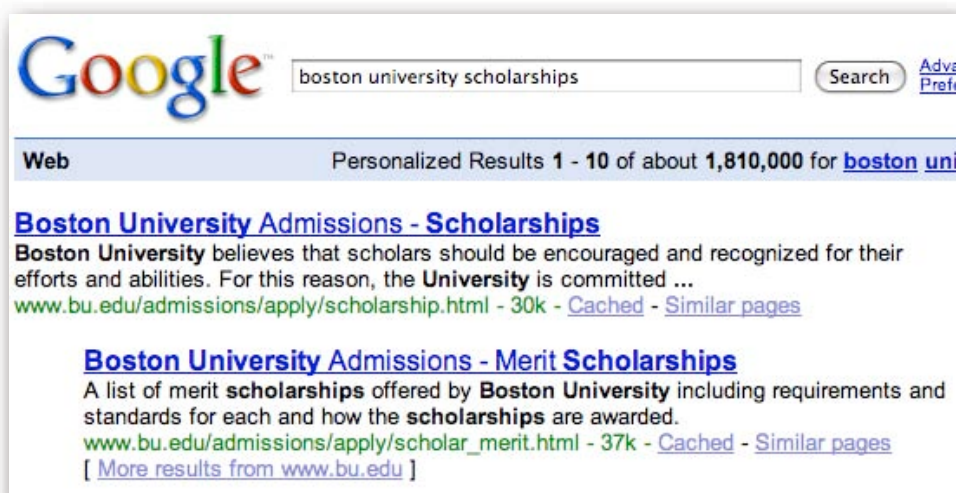 Google™
boston university scholarships
Search
Web
Personalized Results 1 - 10 of about 1,810,000 for boston
Boston University Admissions - Scholarships
Boston University believes that scholars should be encouraged and recognized for their
efforts and abilities. For this reason, the University is committed ...
www.bu.edu/admissions/apply/scholarship.html - 30k - Cached - Similar pages
Boston University Admissions - Merit Scholarships
A list of merit scholarships offered by Boston University including requirements and
standards for each and how the scholarships are awarded.
www.bu.edu/admissions/apply/scholar_merit.html - 37k - Cached - Similar pages
[ More results from www.bu.edu ]